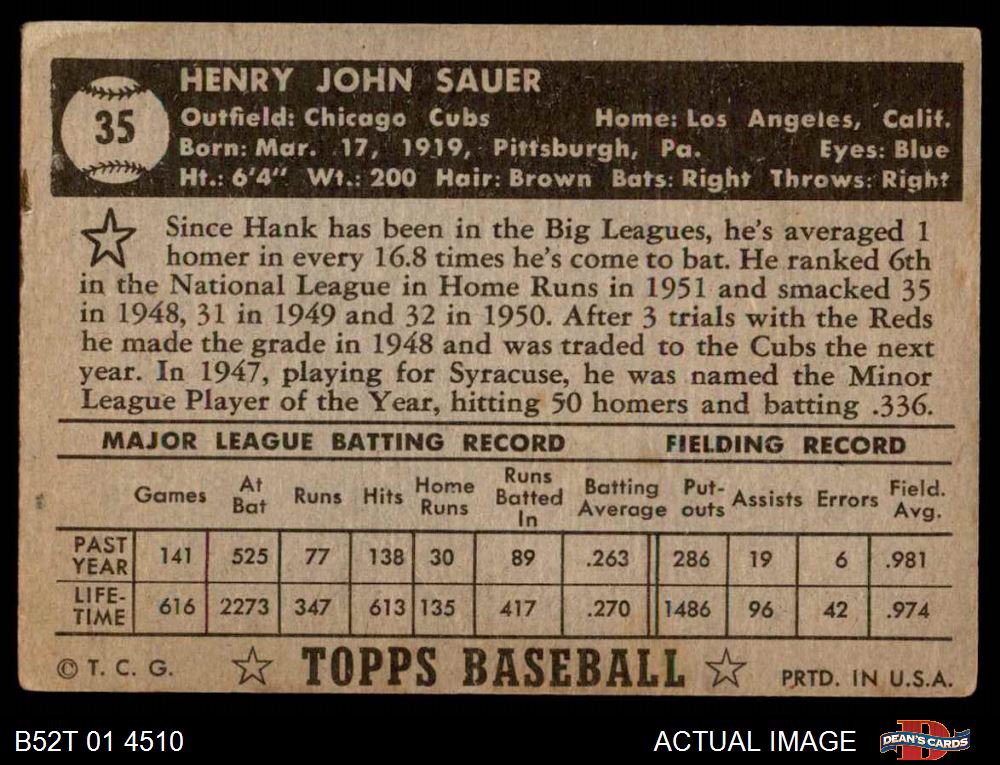 35
HENRY JOHN SAUER
Outfield: Chicago Cubs Home: Los Angeles, Calif.
Born: Mar. 17, 1919, Pittsburgh, Pa. Eyes: Blue
Ht.: 6'4" Wt.: 200 Hair: Brown Bats: Right Throws: Right
Since Hank has been in the Big Leagues, he's averaged 1
homer in every 16.8 times he's come to bat. He ranked 6th
in the National League in Home Runs in 1951 and smacked 35
in 1948, 31 in 1949 and 32 in 1950. After 3 trials with the Reds
he made the grade in 1948 and was traded to the Cubs the next
year. In 1947, playing for Syracuse, he was named the Minor
League Player of the Year, hitting 50 homers and batting .336.
MAJOR LEAGUE BATTING RECORD FIELDING RECORD
Games At Bat Runs Hits Home Runs Runs Batted In Batting Average Put-outs Assists Errors Field. Avg.
PAST YEAR 141 525 77 138 30 89 .263 286 19 6 .981
LIFE-TIME 616 2273 347 613 135 417 .270 1486 96 42 .974
© T. C. G. TOPPS BASEBALL PRTD. IN U.S.A.
B52T 01 4510 ACTUAL IMAGE DEAN'S CARDS